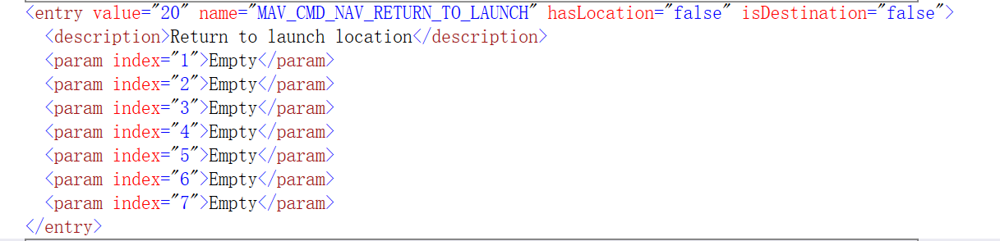 <entry value="20" name="MAV_CMD_NAV_RETURN_TO_LAUNCH" hasLocation="false" isDestination="false">
<description>Return to launch location</description>
<param index="1">Empty</param>
<param index="2">Empty</param>
<param index="3">Empty</param>
<param index="4">Empty</param>
<param index="5">Empty</param>
<param index="6">Empty</param>
<param index="7">Empty</param>
</entry>